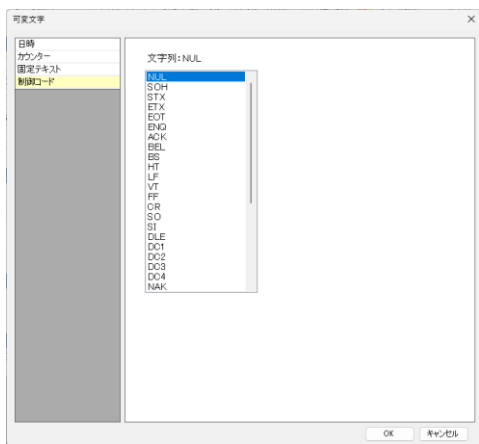 可変文字
日時
カウンター
固定テキスト
制御コード
文字列:NUL
NUL
SOH
STX
ETX
EOT
ENQ
ACK
BEL
BS
HT
LF
VT
FF
CR
SO
SI
DLE
DC1
DC2
DC3
DC4
NAK
OK
キャンセル